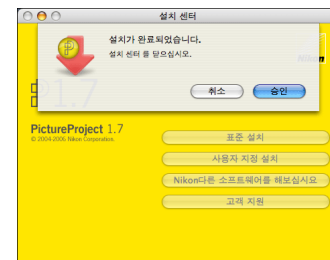 설치 센터
설치가 완료되었습니다.
설치 센터 를 닫으십시오.
취소
승인
Nikon
P 1.7
PictureProject 1.7
© 2004-2006 Nikon Corporation.
표준 설치
사용자 지정 설치
Nikon다른 소프트웨어를 해보십시요
고객 지원